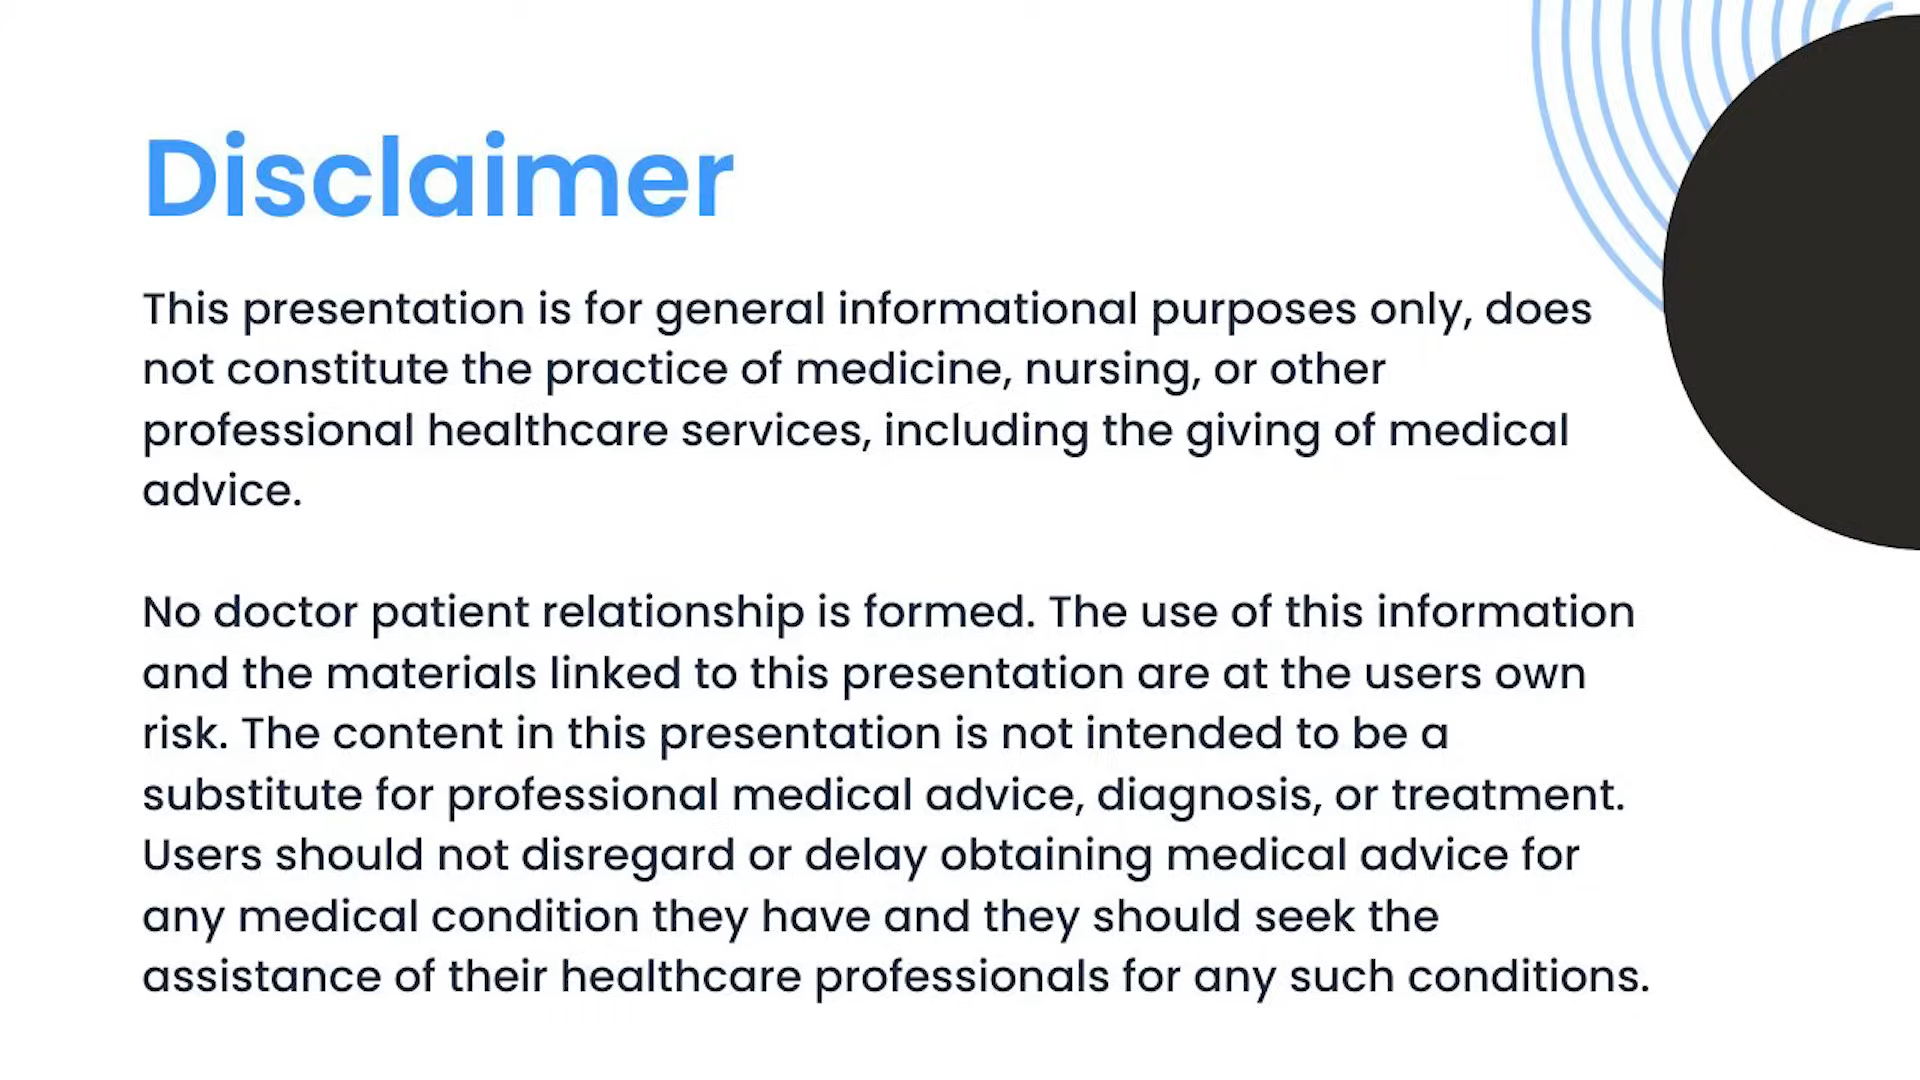 Disclaimer
This presentation is for general informational purposes only, does
not constitute the practice of medicine, nursing, or other
professional healthcare services, including the giving of medical
advice.
No doctor patient relationship is formed. The use of this information
and the materials linked to this presentation are at the users own
risk. The content in this presentation is not intended to be a
substitute for professional medical advice, diagnosis, or treatment.
Users should not disregard or delay obtaining medical advice for
any medical condition they have and they should seek the
assistance of their healthcare professionals for any such conditions.